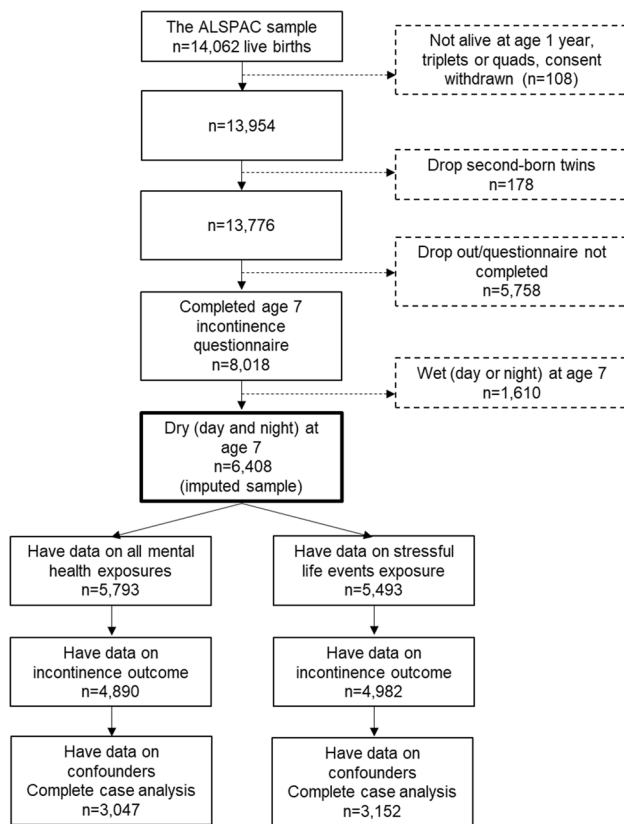 The ALSPAC sample
n=14,062 live births
Not alive at age 1 year,
triplets or quads, consent
withdrawn (n=108)
n=13,954
Drop second-born twins
n=178
n=13,776
Drop out/questionnaire not
completed
n=5,758
Completed age 7
incontinence
questionnaire
n=8,018
Wet (day or night) at age 7
n=1,610
Dry (day and night) at
age 7
n=6,408
(imputed sample)
Have data on all mental
health exposures
n=5,793
Have data on stressful
life events exposure
n=5,493
Have data on
incontinence outcome
n=4,890
Have data on
incontinence outcome
n=4,982
Have data on
confounders
Complete case analysis
n=3,047
Have data on
confounders
Complete case analysis
n=3,152